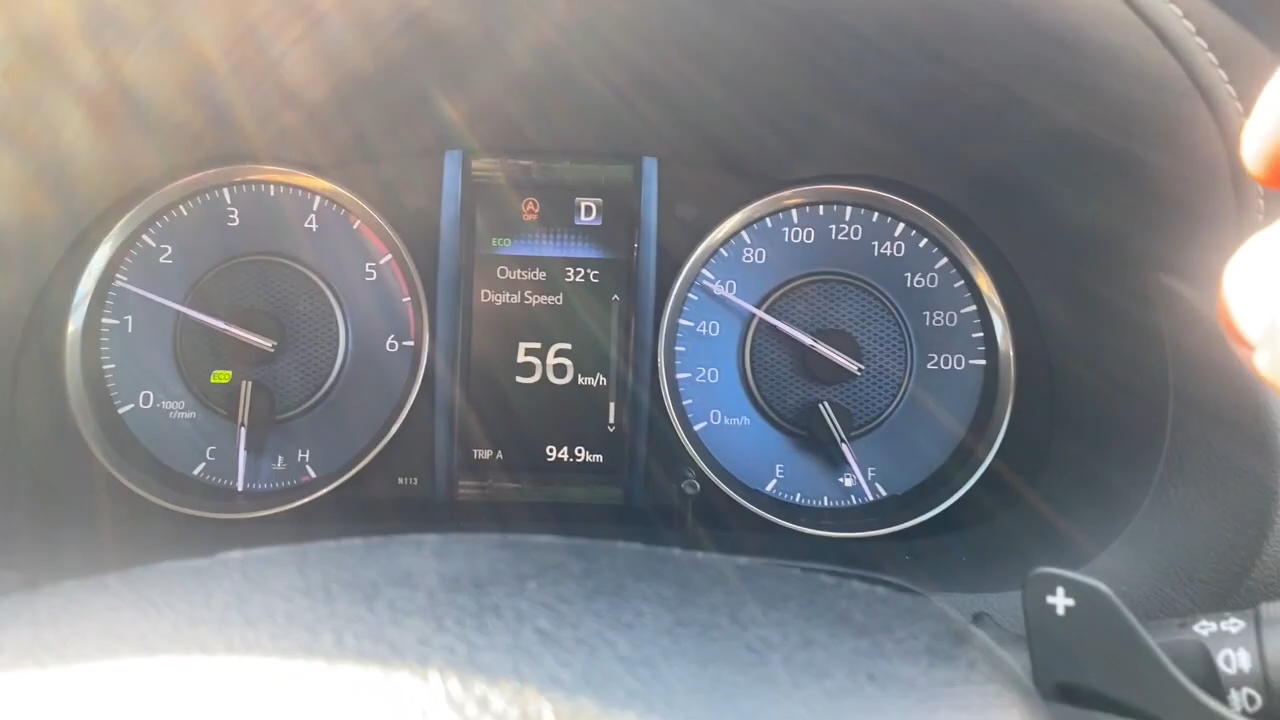 3
4
2
5
1
6
ECO
0
×1000
r/min
C
H
N113
A
OFF
D
ECO
Outside 32°C
Digital Speed
56 km/h
TRIP A 94.9km
100
120
80
140
60
160
40
180
20
200
0 km/h
E
F
+